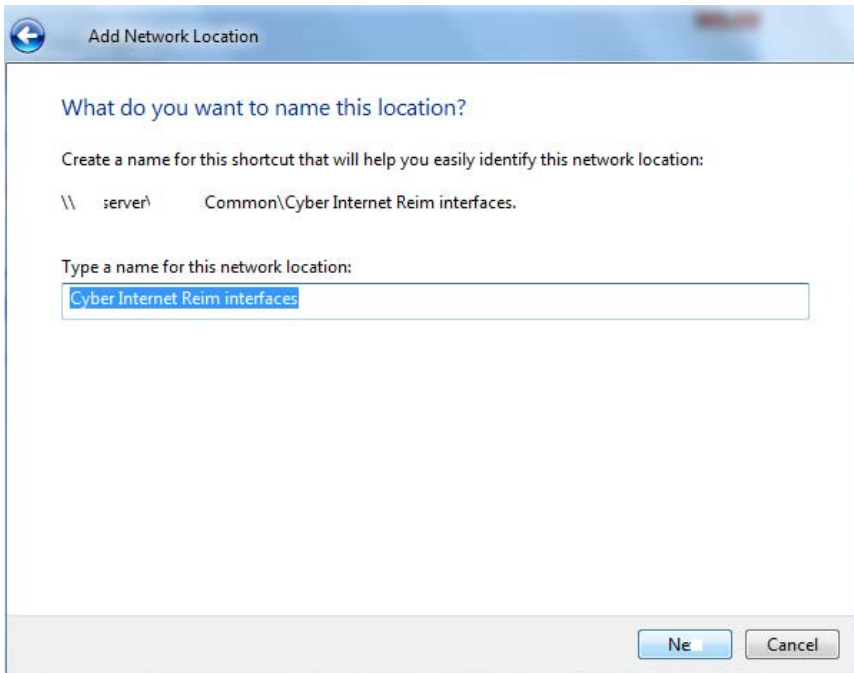 Add Network Location
What do you want to name this location?
Create a name for this shortcut that will help you easily identify this network location:
\\ server\ Common\Cyber Internet Reim interfaces.
Type a name for this network location:
Cyber Internet Reim interfaces
Ne
Cancel